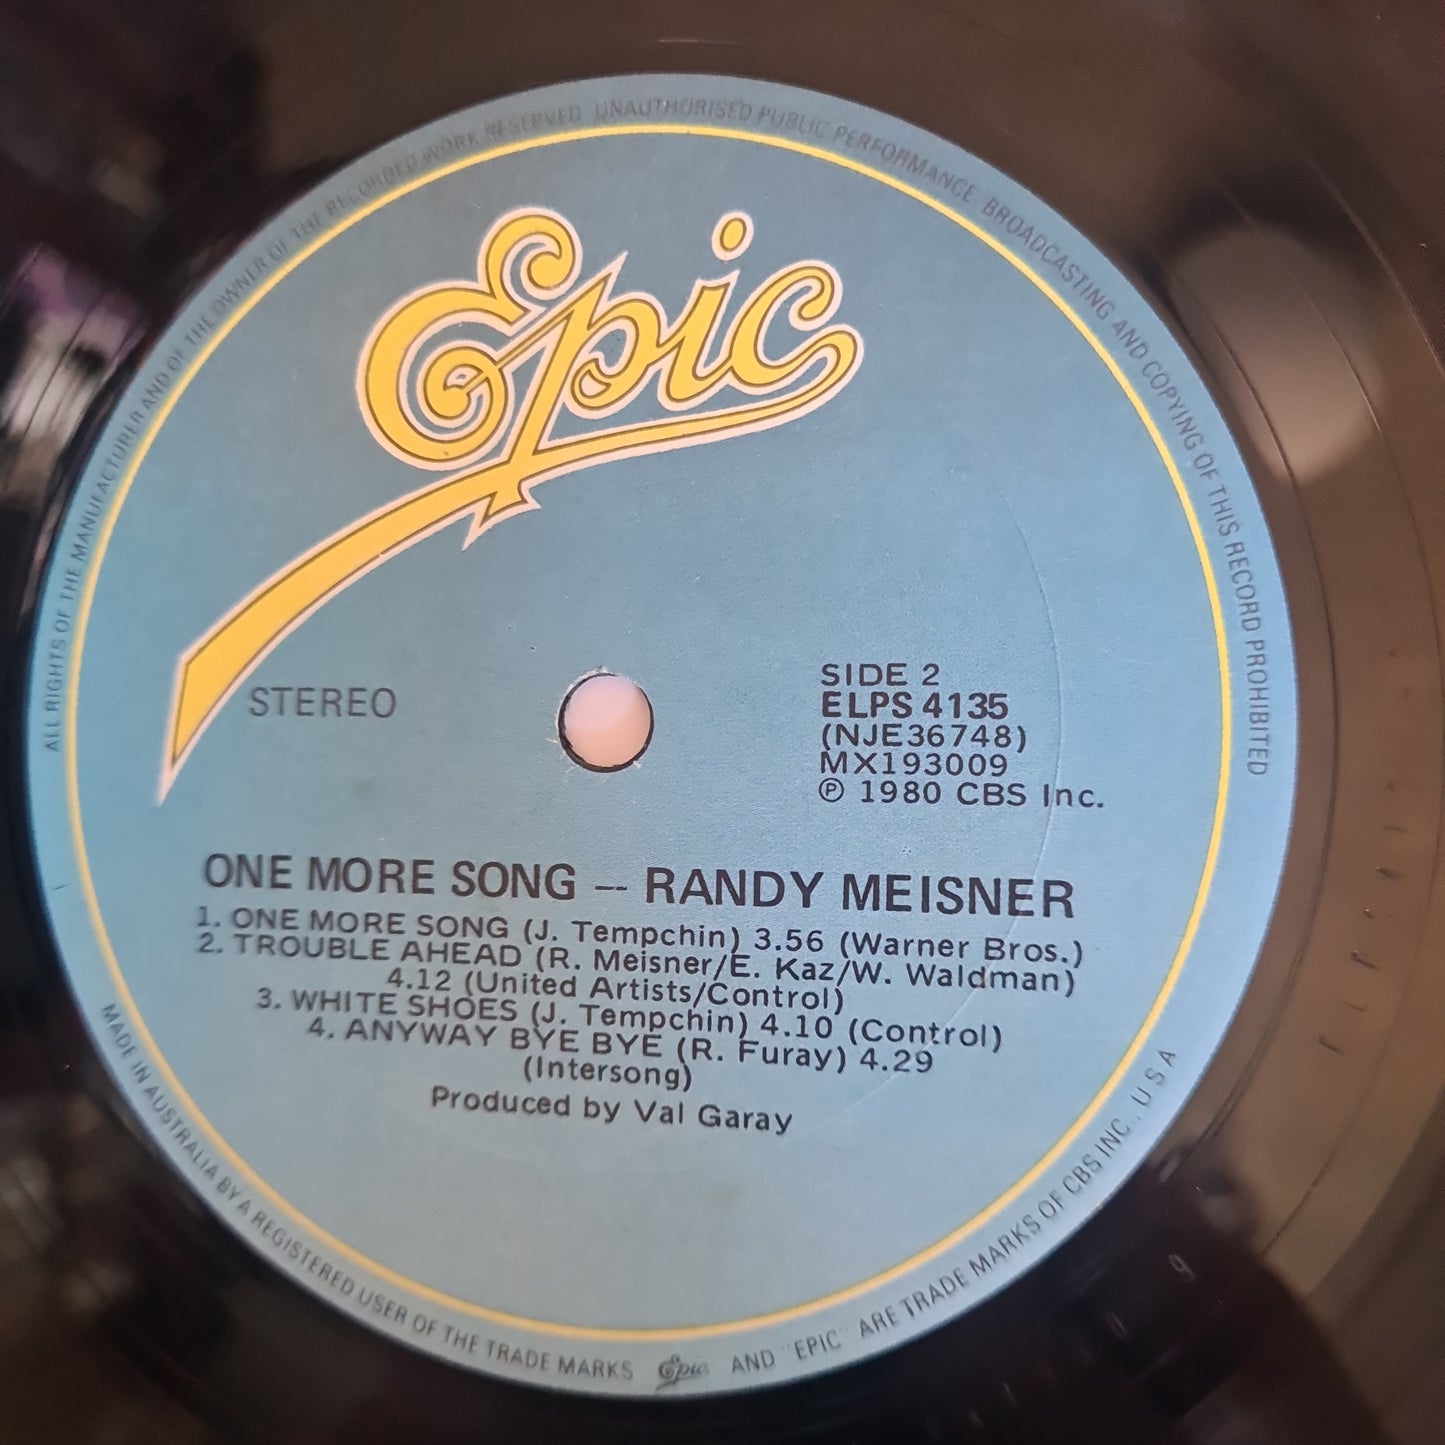 ALL RIGHTS OF THE MANUFACTURER AND OF THE OWNER OF THE RECORDED WORK RESERVED UNAUTHORISED PUBLIC PERFORMANCE BROADCASTING AND COPYING OF THIS RECORD PROHIBITED
Epic
STEREO
SIDE 2
ELPS 4135
(NJE36748)
MX193009
℗ 1980 CBS Inc.
ONE MORE SONG -- RANDY MEISNER
1. ONE MORE SONG (J. Tempchin) 3.56 (Warner Bros.)
2. TROUBLE AHEAD (R. Meisner/E. Kaz/W. Waldman)
4.12 (United Artists/Control)
3. WHITE SHOES (J. Tempchin) 4.10 (Control)
4. ANYWAY BYE BYE (R. Furay) 4.29
(Intersong)
Produced by Val Garay
MADE IN AUSTRALIA BY A REGISTERED USER OF THE TRADE MARKS Epic AND "EPIC" ARE TRADE MARKS OF CBS INC., U.S.A